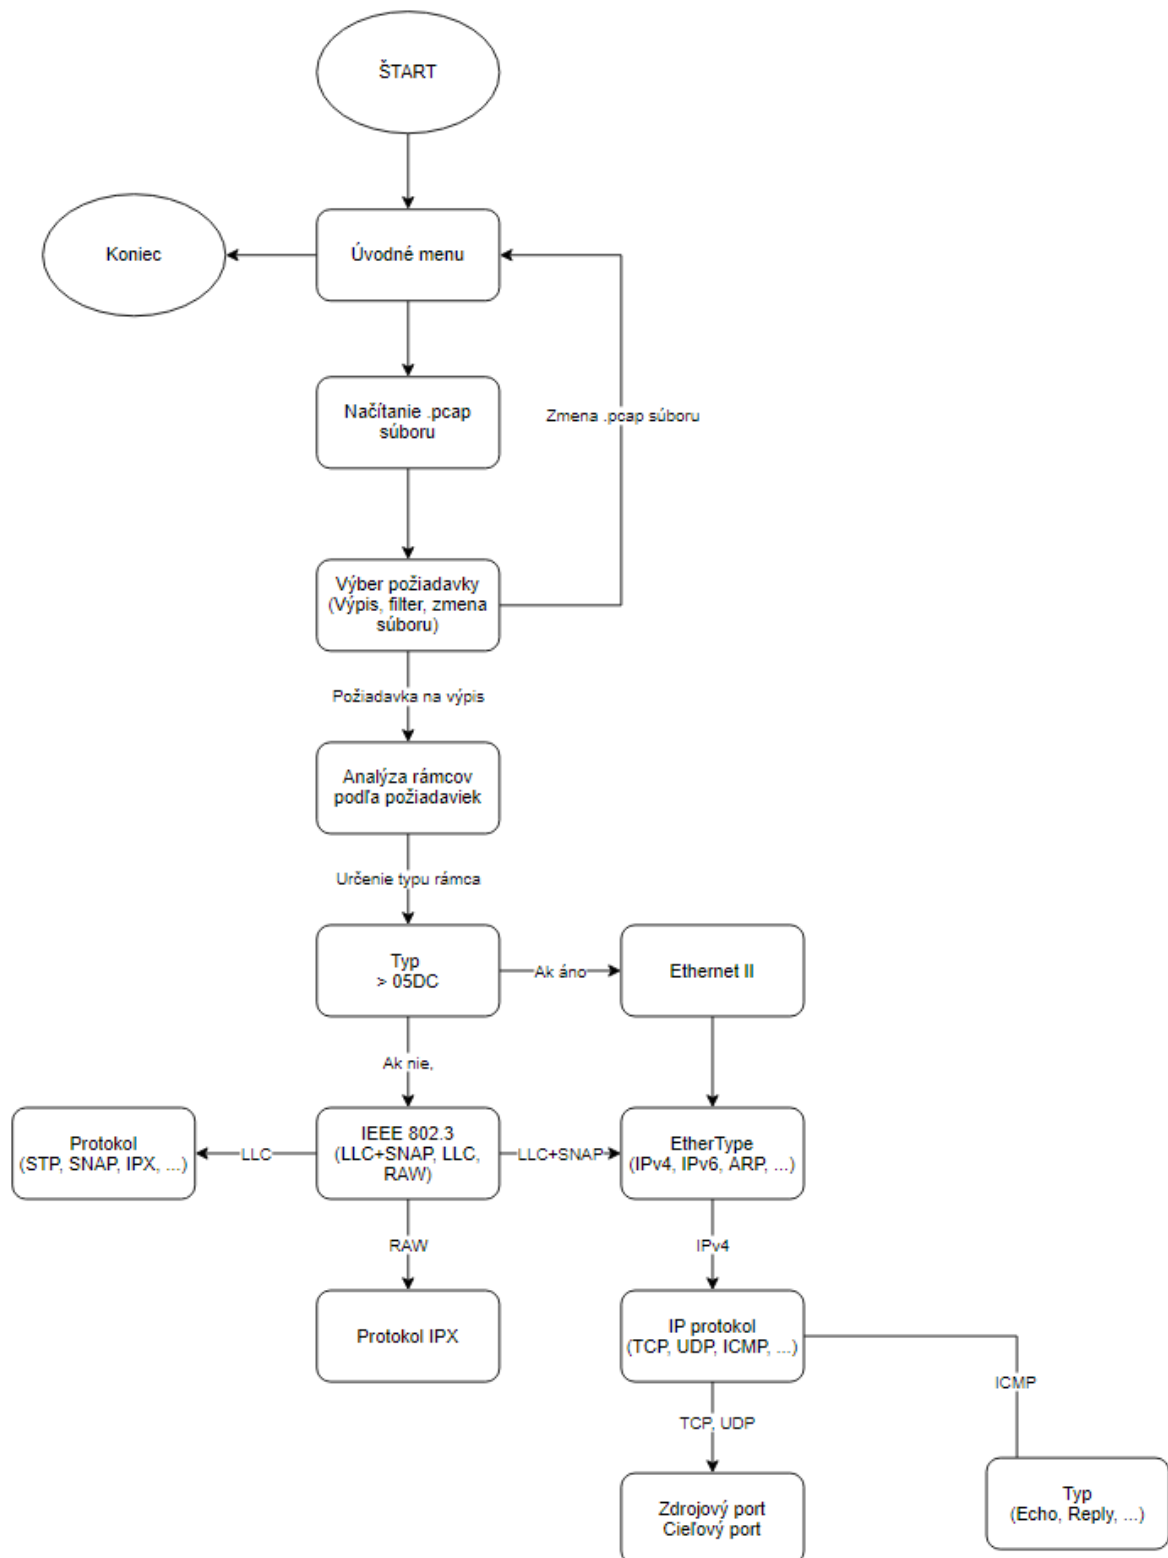 ŠTART
Koniec
Úvodné menu
Načítanie .pcap
súboru
Zmena .pcap súboru
Výber požiadavky
(Výpis, filter, zmena
súboru)
Požiadavka na výpis
Analýza rámcov
podľa požiadaviek
Určenie typu rámca
Typ
> 05DC
Ak áno
Ethernet II
Ak nie,
Protokol
(STP, SNAP, IPX, ...)
LLC
IEEE 802.3
(LLC+SNAP, LLC,
RAW)
LLC+SNAP
EtherType
(IPv4, IPv6, ARP, ...)
RAW
IPv4
Protokol IPX
IP protokol
(TCP, UDP, ICMP, ...)
ICMP
TCP, UDP
Zdrojový port
Cieľový port
Typ
(Echo, Reply, ...)